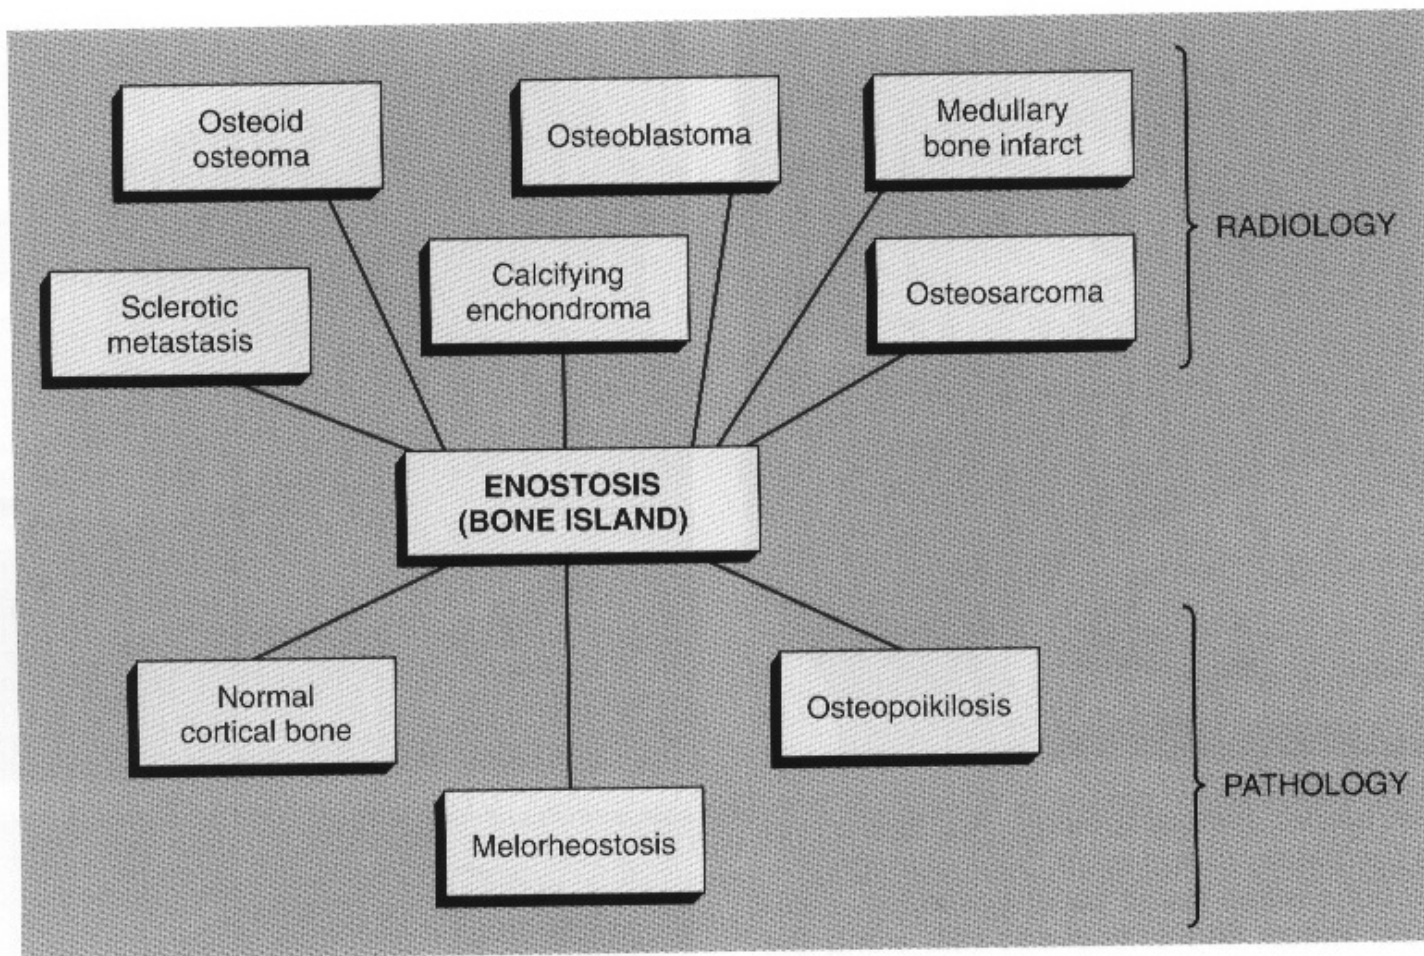 Osteoid
osteoma
Osteoblastoma
Medullary
bone infarct
RADIOLOGY
Sclerotic
metastasis
Calcifying
enchondroma
Osteosarcoma
ENOSTOSIS
(BONE ISLAND)
Normal
cortical bone
Osteopoikilosis
Melorheostosis
PATHOLOGY